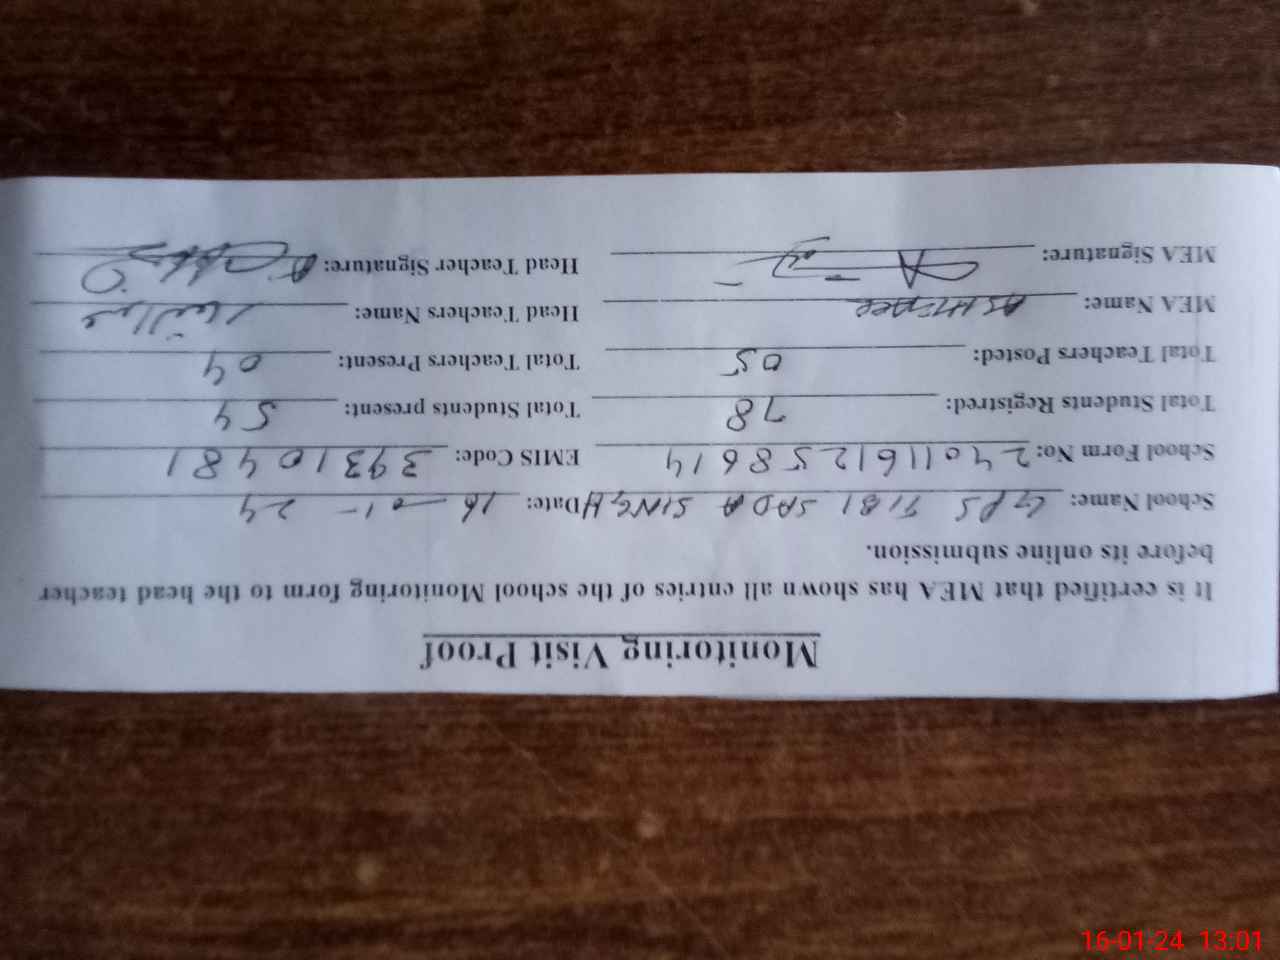 Monitoring Visit Proof
It is certified that MEA has shown all entries of the school Monitoring form to the head teacher
before its online submission.
School Name: GPS TIBI SADA SINGH Date: 16-01-24
School Form No: 24011612586 14 EMIS Code: 39310481
Total Students Registred: 78 Total Students present: 54
Total Teachers Posted: 05 Total Teachers Present: 04
MEA Name: Head Teachers Name:
MEA Signature: Head Teacher Signature:
16-01-24 13:01